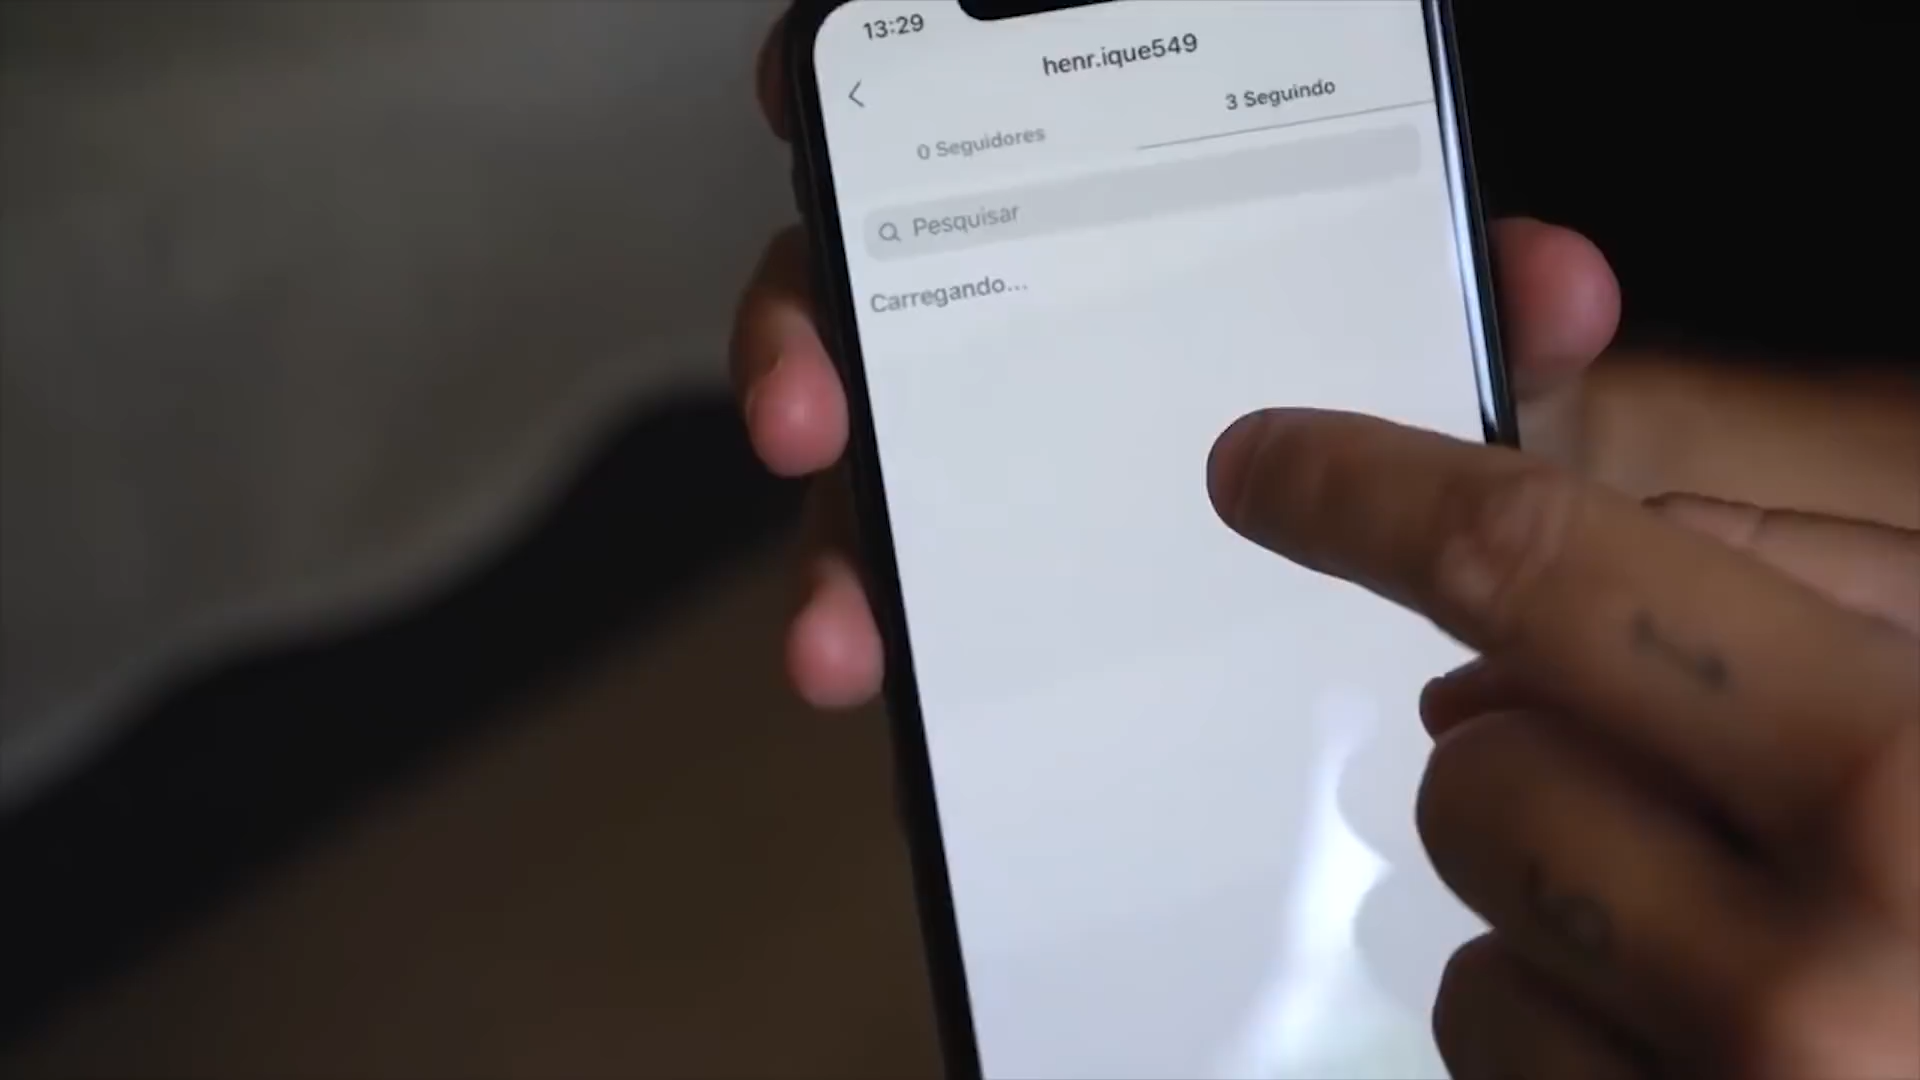 13:29
henr.ique549
0 Seguidores
3 Seguindo
Pesquisar
Carregando...